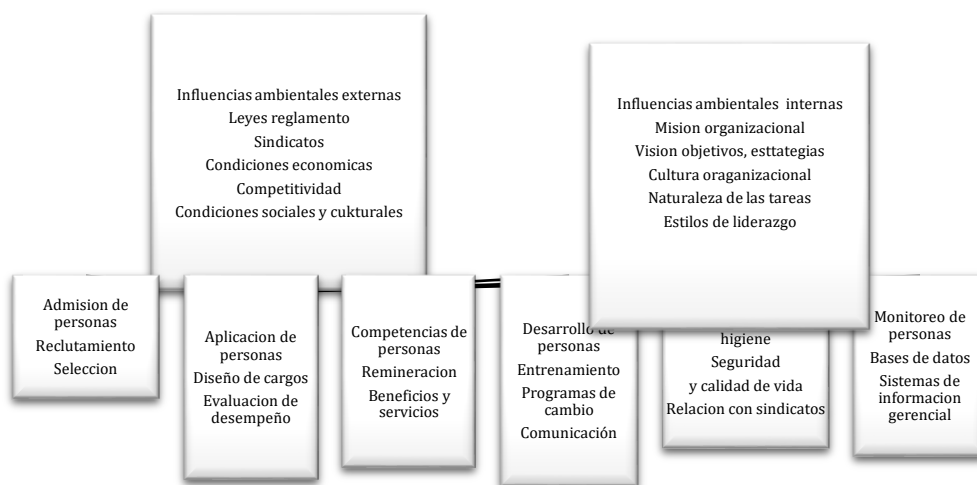 Influencias ambientales externas
Leyes reglamento
Sindicatos
Condiciones economicas
Competitividad
Condiciones sociales y cukturales
Influencias ambientales  internas
Mision organizacional
Vision objetivos, esttategias
Cultura oraganizacional
Naturaleza de las tareas
Estilos de liderazgo
Admision de
personas
Reclutamiento
Seleccion
Aplicacion de
personas
Diseño de cargos
Evaluacion de
desempeño
Competencias de
personas
Remineracion
Beneficios y
servicios
Desarrollo de
personas
Entrenamiento
Programas de
cambio
Comunicación
higiene
Seguridad
y calidad de vida
Relacion con sindicatos
Monitoreo de
personas
Bases de datos
Sistemas de
informacion
gerencial